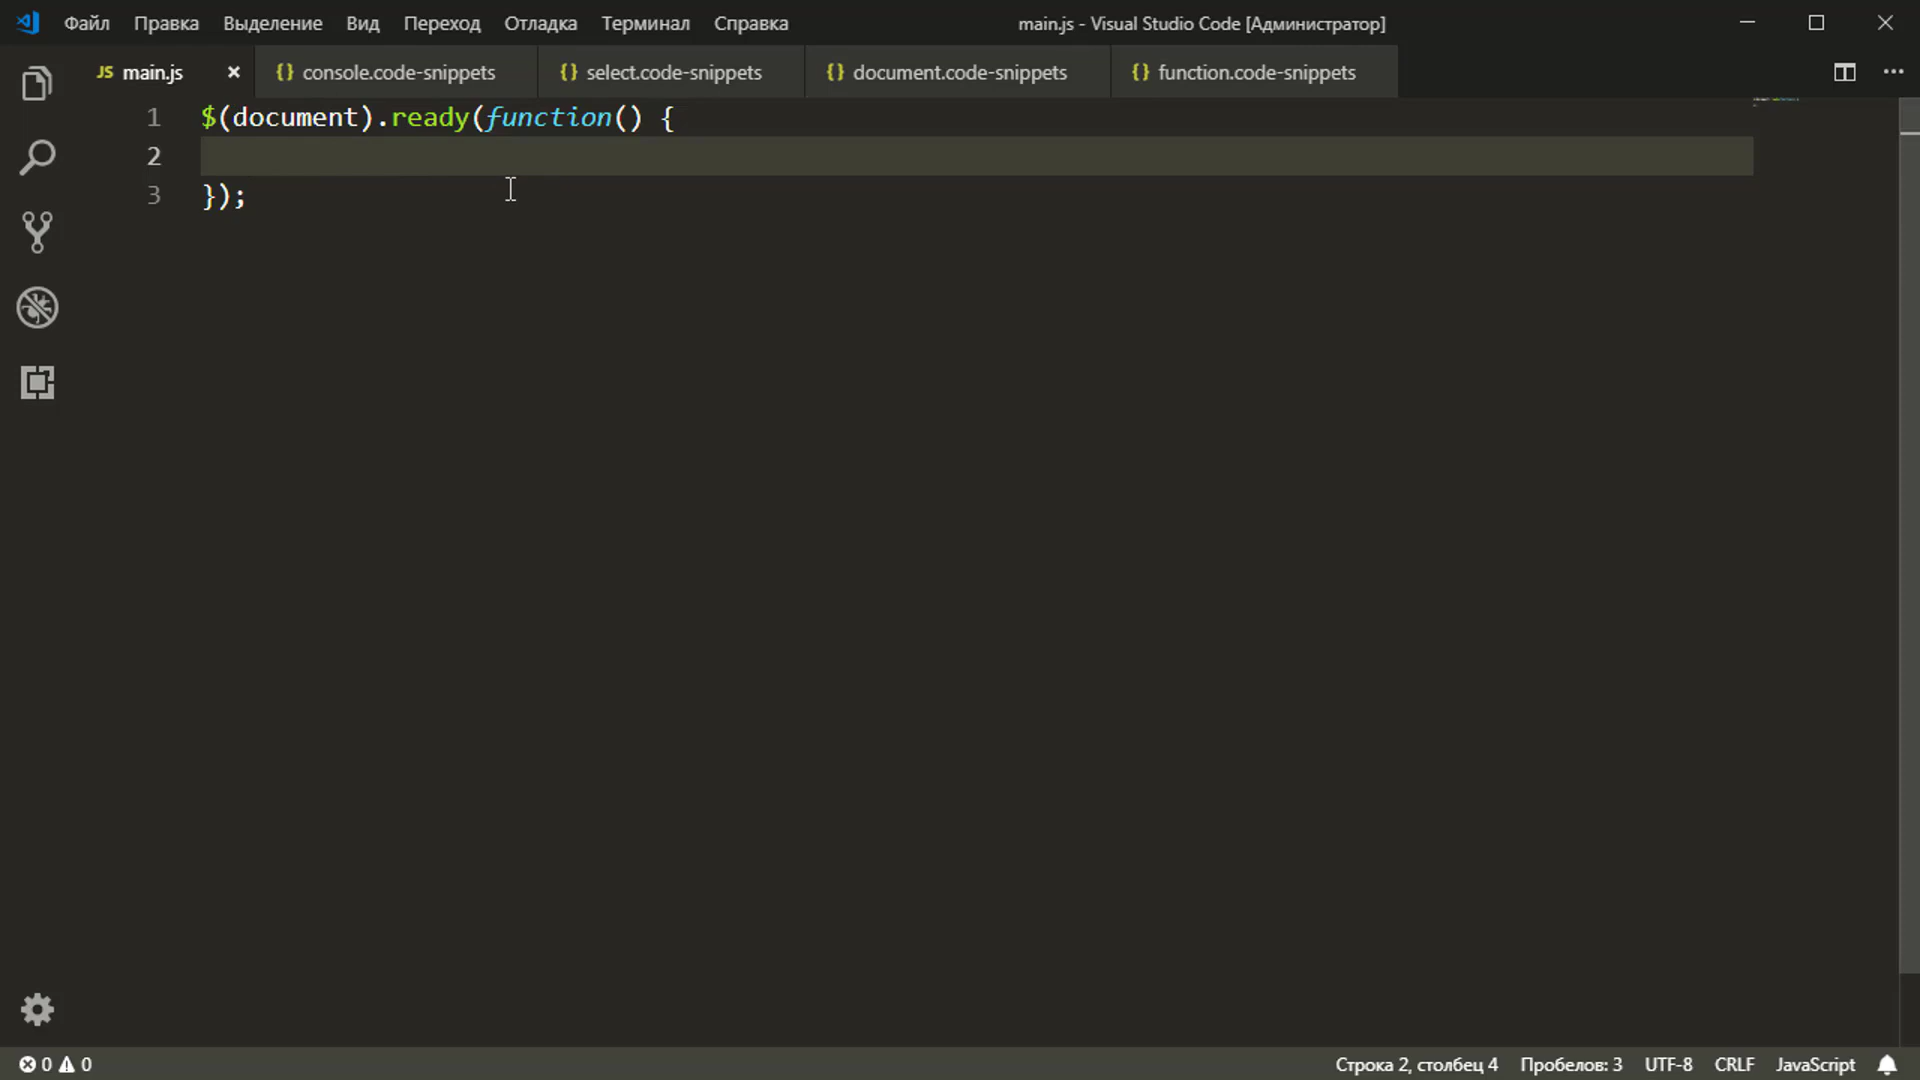 Файл Правка Выделение Вид Переход Отладка Терминал Справка main.js - Visual Studio Code [Администратор]
JS main.js × {} console.code-snippets {} select.code-snippets {} document.code-snippets {} function.code-snippets
1 $(document).ready(function() {
2
3 });
0 0 Строка 2, столбец 4 Пробелов: 3 UTF-8 CRLF JavaScript